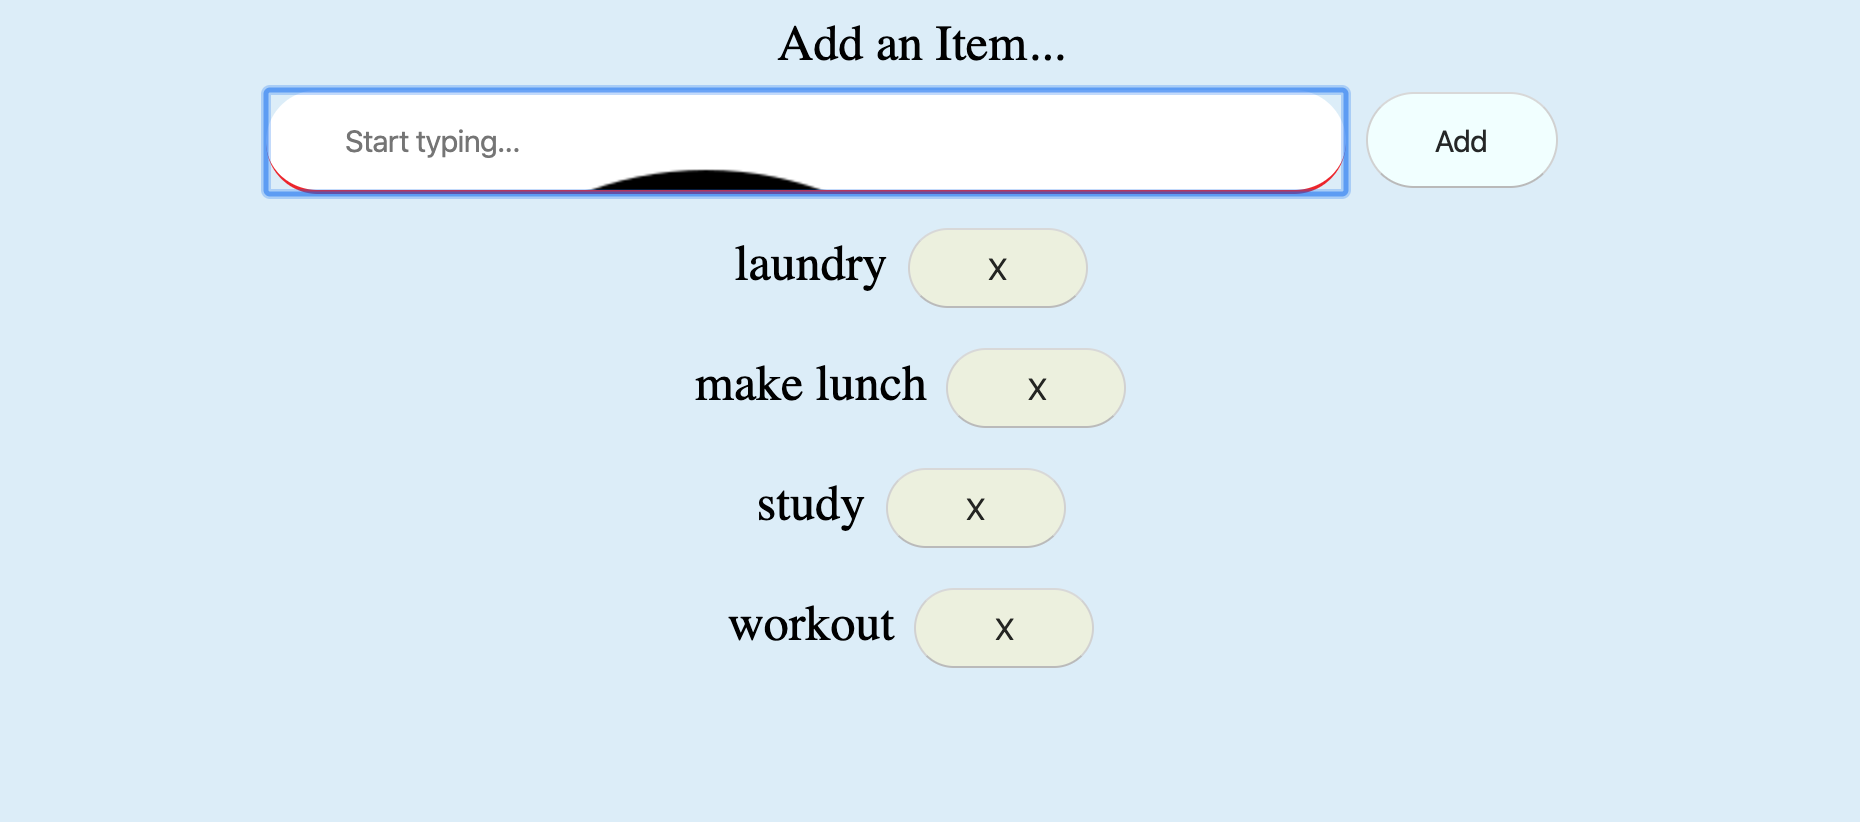 Add an Item...
Start typing...
Add
laundry x
make lunch x
study x
workout x